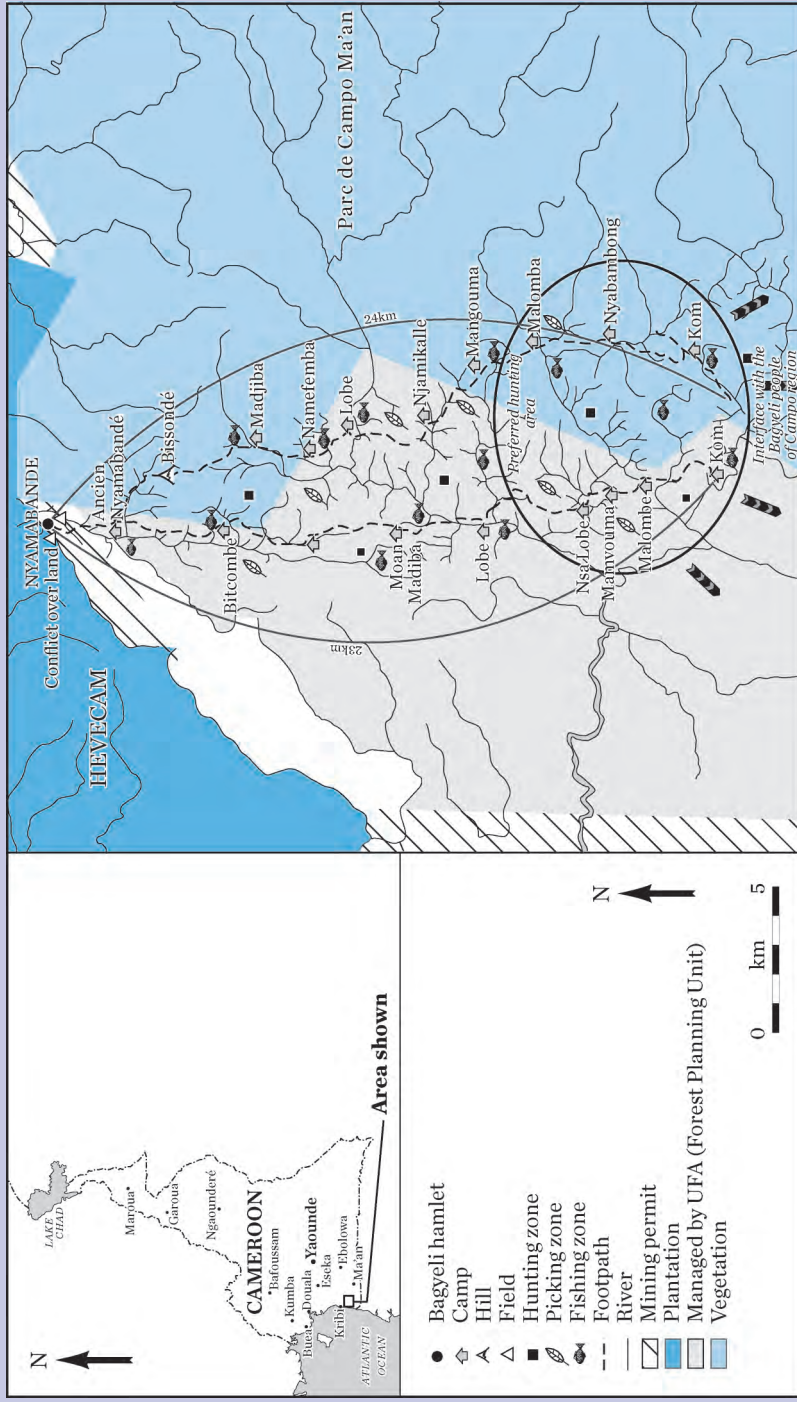 N
LAKE
CHAD
Maroua
Garoua
Ngaounderé
CAMEROON
Bafoussam
Kumba
Buea
Douala
Yaounde
Eseka
Kribi
Ebolowa
Ma'an
ATLANTIC
OCEAN
Area shown
Bagyeli hamlet
Camp
Hill
Field
Hunting zone
Picking zone
Fishing zone
Footpath
River
Mining permit
Plantation
Managed by UFA (Forest Planning Unit)
Vegetation
N
0 km 5
NYAMABANDE
Conflict over land
HEVECAM
Ancien
Nyamabandé
Bissondé
Bitcombe
Madjiba
Namefemba
Lobe
Njamikalle
Mangouma
Malomba
Nyabambong
Kom
Moan
Madiba
Lobe
Nsa Lobe
Mamvouma
Malombe
Kom
Parc de Campo Ma'an
24km
23km
Preferred hunting
area
Interface with the
Bagyeli people
of Campo region